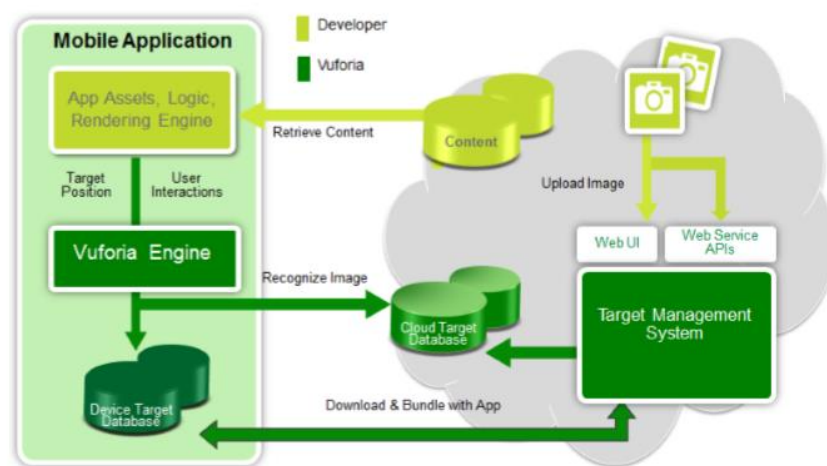 Developer
Vuforia
Mobile Application
App Assets, Logic,
Rendering Engine
Retrieve Content
Content
Target
Position
User
Interactions
Upload Image
Web UI
Web Service
APIs
Vuforia Engine
Recognize Image
Cloud Target
Database
Target Management
System
Device Target
Database
Download & Bundle with App